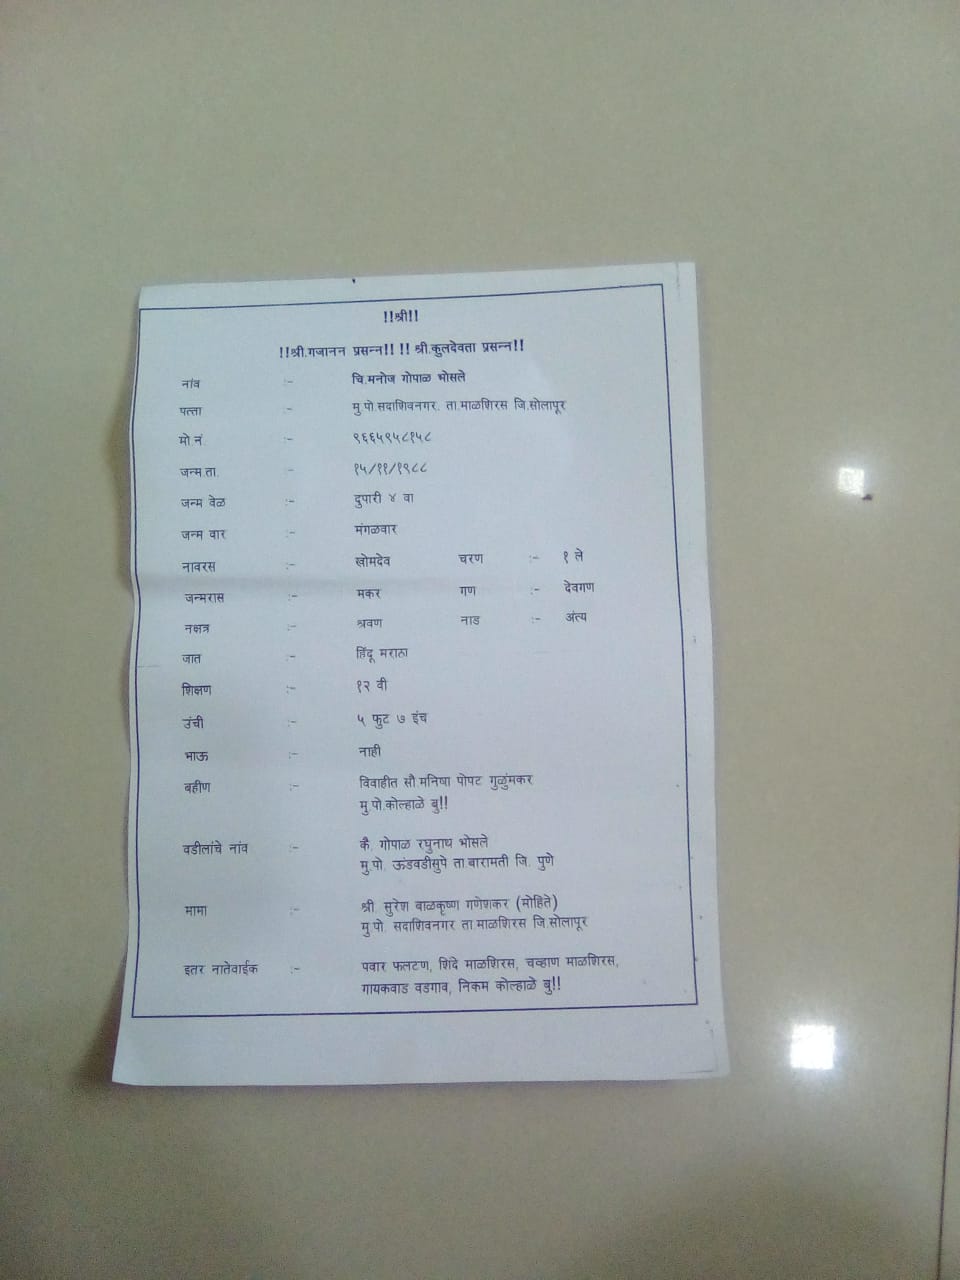 !!श्री!!
!!श्री.गजानन प्रसन्न!! !! श्री.कुलदेवता प्रसन्न!!
नांव :- चि.मनोज गोपाळ भोसले
पत्ता :- मु.पो.सदाशिवनगर. ता.माळशिरस जि.सोलापूर
मो.नं. :- ९६६५९५८१५८
जन्म.ता. :- १५/११/१९८८
जन्म वेळ :- दुपारी ४ वा
जन्म वार :- मंगळवार
नावरस :- खोमदेव चरण :- १ ले
जन्मरास :- मकर गण :- देवगण
नक्षत्र :- श्रवण नाड :- अंत्य
जात :- हिंदू मराठा
शिक्षण :- १२ वी
उंची :- ५ फुट ७ इंच
भाऊ :- नाही
बहीण :- विवाहीत सौ.मनिषा पोपट गुळुंमकर
मु.पो.कोल्हाळे बु!!
वडीलांचे नांव :- कै. गोपाळ रघुनाथ भोसले
मु.पो. ऊंडवडीसुपे ता.बारामती जि. पुणे
मामा :- श्री. सुरेश बाळकृष्ण गणेशकर (मोहिते)
मु.पो. सदाशिवनगर ता.माळशिरस जि.सोलापूर
इतर नातेवाईक :- पवार फलटण, शिंदे माळशिरस, चव्हाण माळशिरस,
गायकवाड वडगाव, निकम कोल्हाळे बु!!